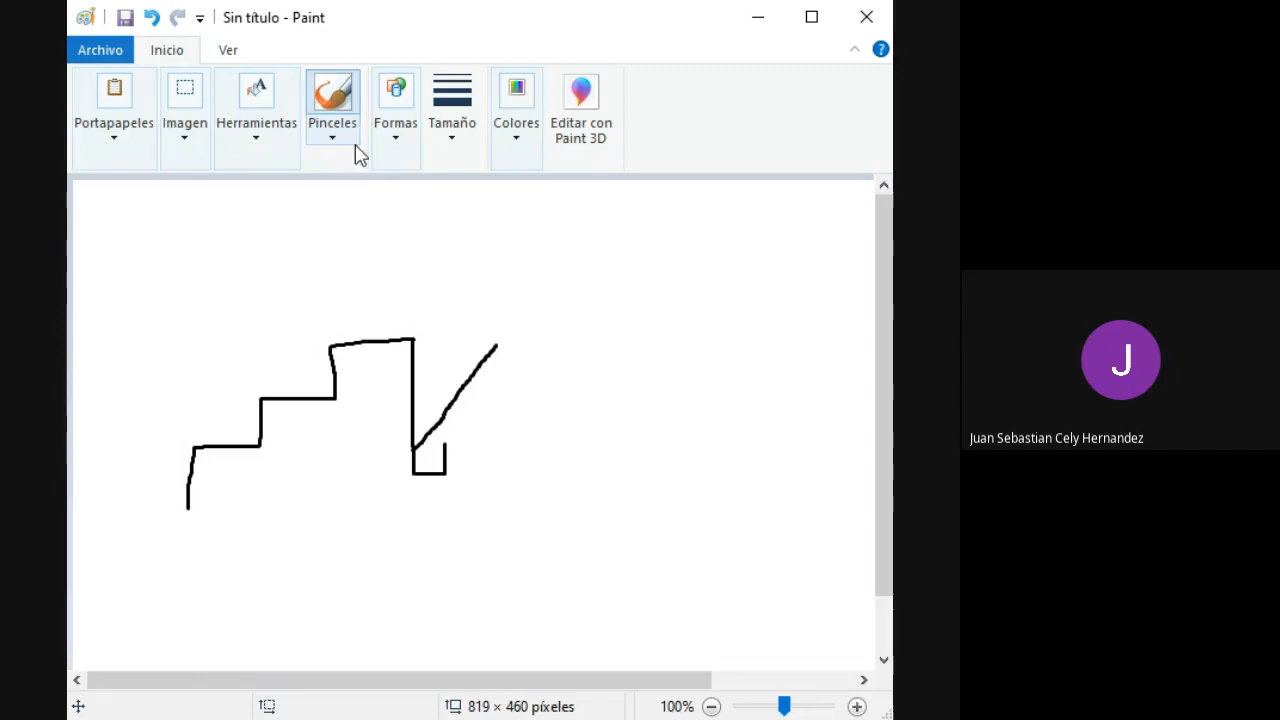 Sin título - Paint
Archivo Inicio Ver
Portapapeles Imagen Herramientas Pinceles Formas Tamaño Colores Editar con
Paint 3D
J
Juan Sebastian Cely Hernandez
819 × 460 píxeles 100%